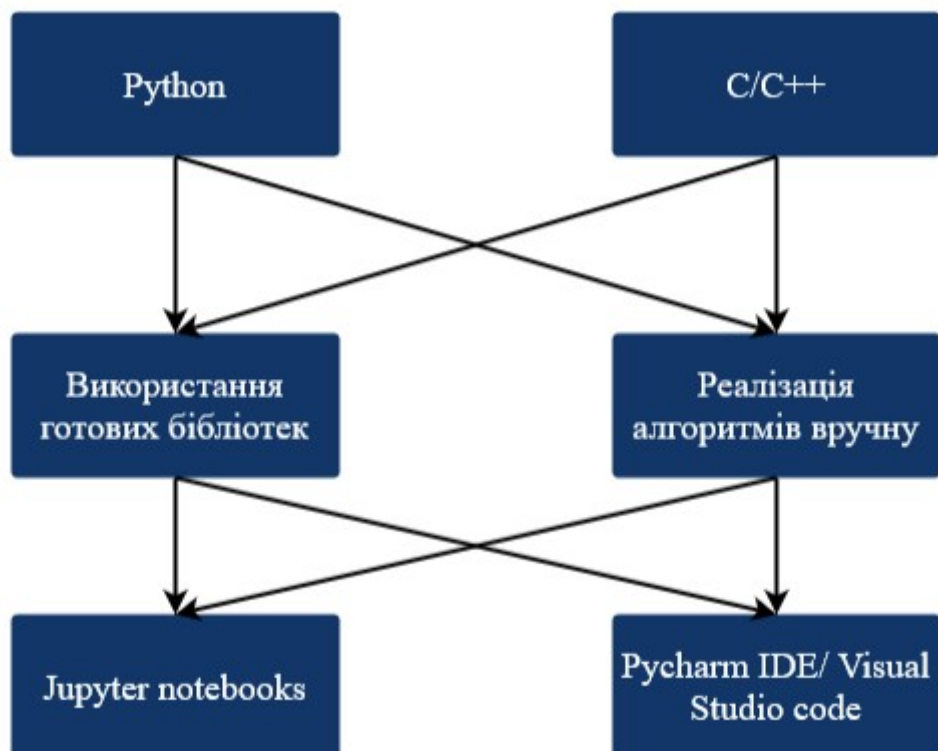 Python
C/C++
Використання
готових бібліотек
Реалізація
алгоритмів вручну
Jupyter notebooks
Pycharm IDE/ Visual
Studio code